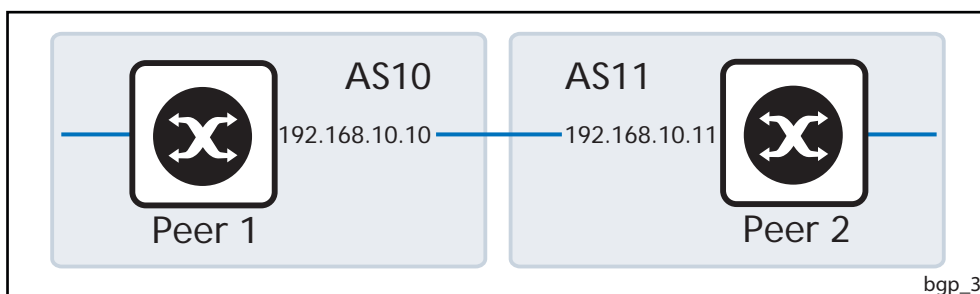 AS10
AS11
192.168.10.10
192.168.10.11
Peer 1
Peer 2
bgp_3